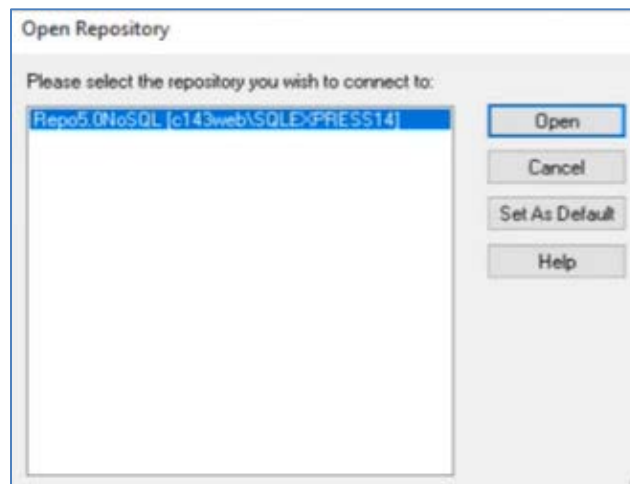 Open Repository
Please select the repository you wish to connect to:
Repo5.0NoSQL [c143web\SQLEXPRESS14]
Open
Cancel
Set As Default
Help